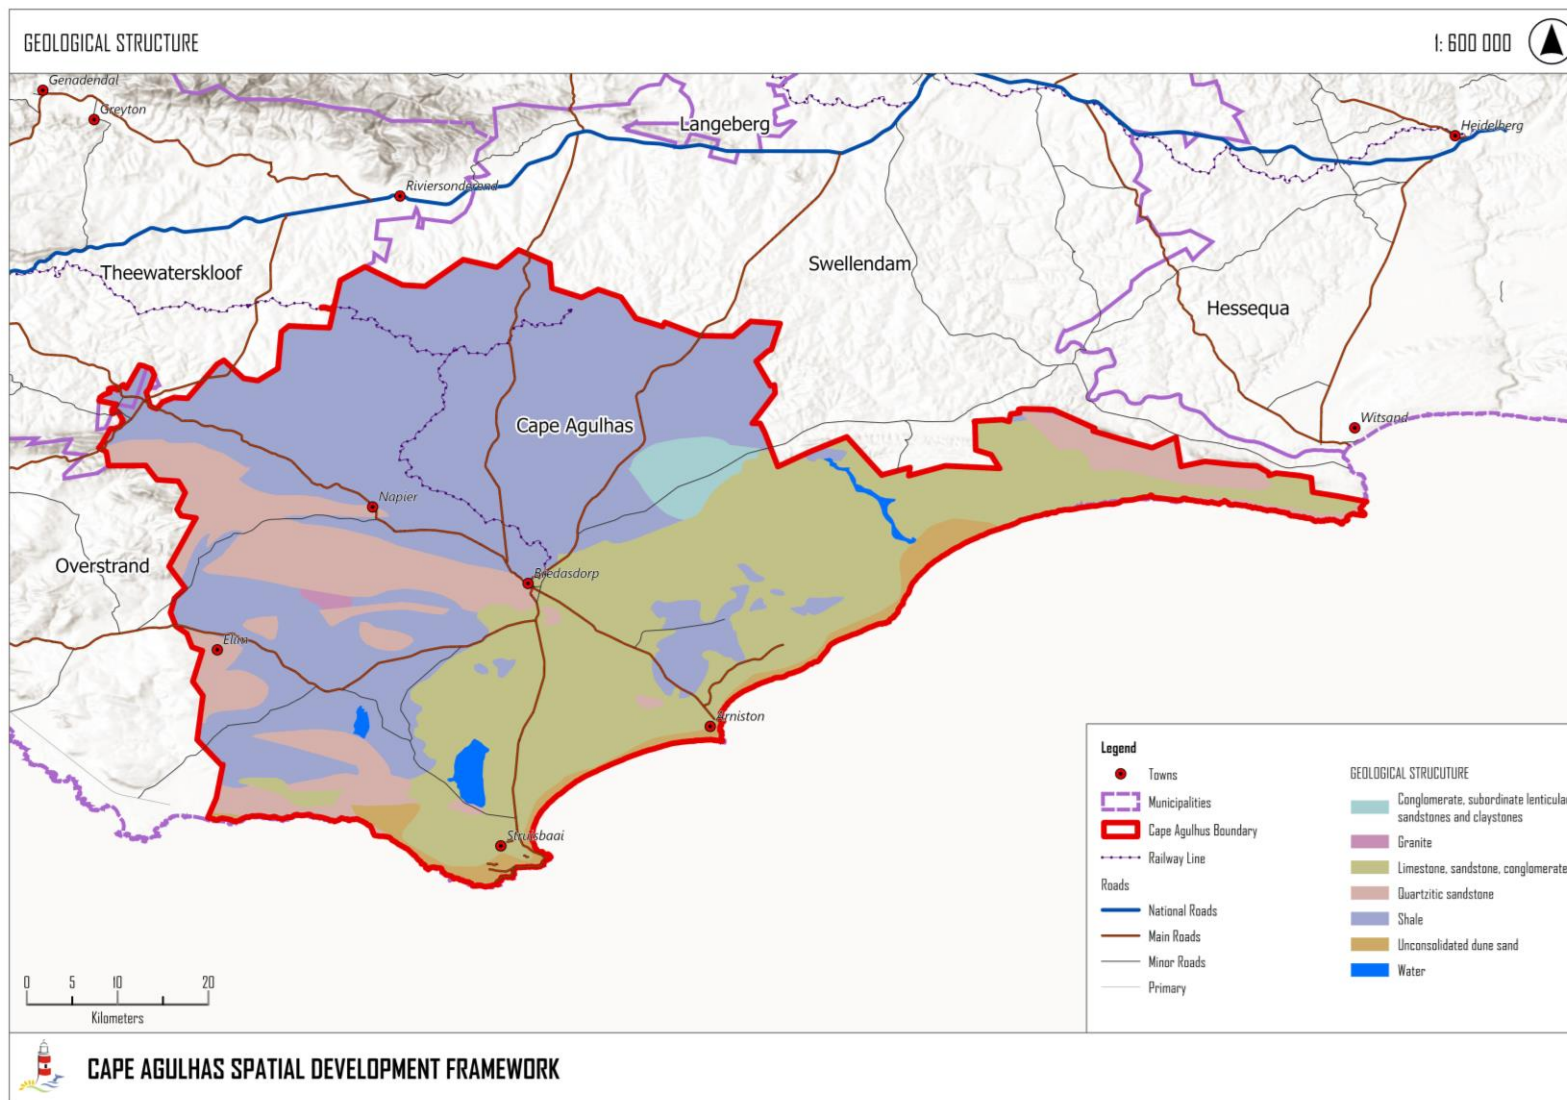 GEOLOGICAL STRUCTURE
1: 600 000
Genadendal
Greyton
Langeberg
Heidelberg
Riviersonderend
Theewaterskloof
Swellendam
Hessequa
Cape Agulhas
Witsand
Napier
Overstrand
Bredasdorp
Elim
Arniston
Struisbaai
Legend
Towns
Municipalities
Cape Agulhus Boundary
Railway Line
Roads
National Roads
Main Roads
Minor Roads
Primary
GEOLOGICAL STRUCUTURE
Conglomerate, subordinate lenticular
sandstones and claystones
Granite
Limestone, sandstone, conglomerate
Quartzitic sandstone
Shale
Unconsolidated dune sand
Water
0 5 10 20
Kilometers
CAPE AGULHAS SPATIAL DEVELOPMENT FRAMEWORK